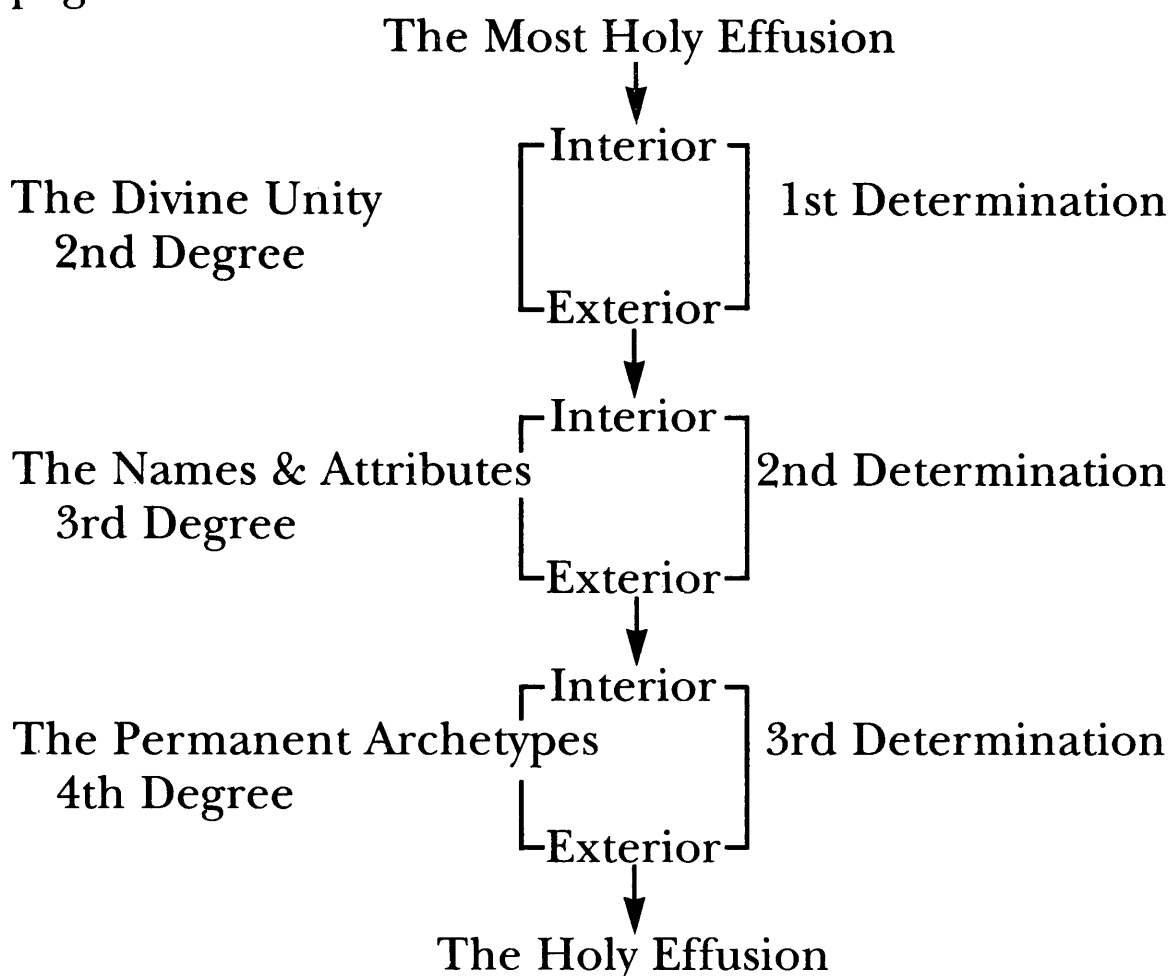 The Most Holy Effusion
Interior
The Divine Unity 1st Determination
2nd Degree
Exterior
Interior
The Names & Attributes 2nd Determination
3rd Degree
Exterior
Interior
The Permanent Archetypes 3rd Determination
4th Degree
Exterior
The Holy Effusion